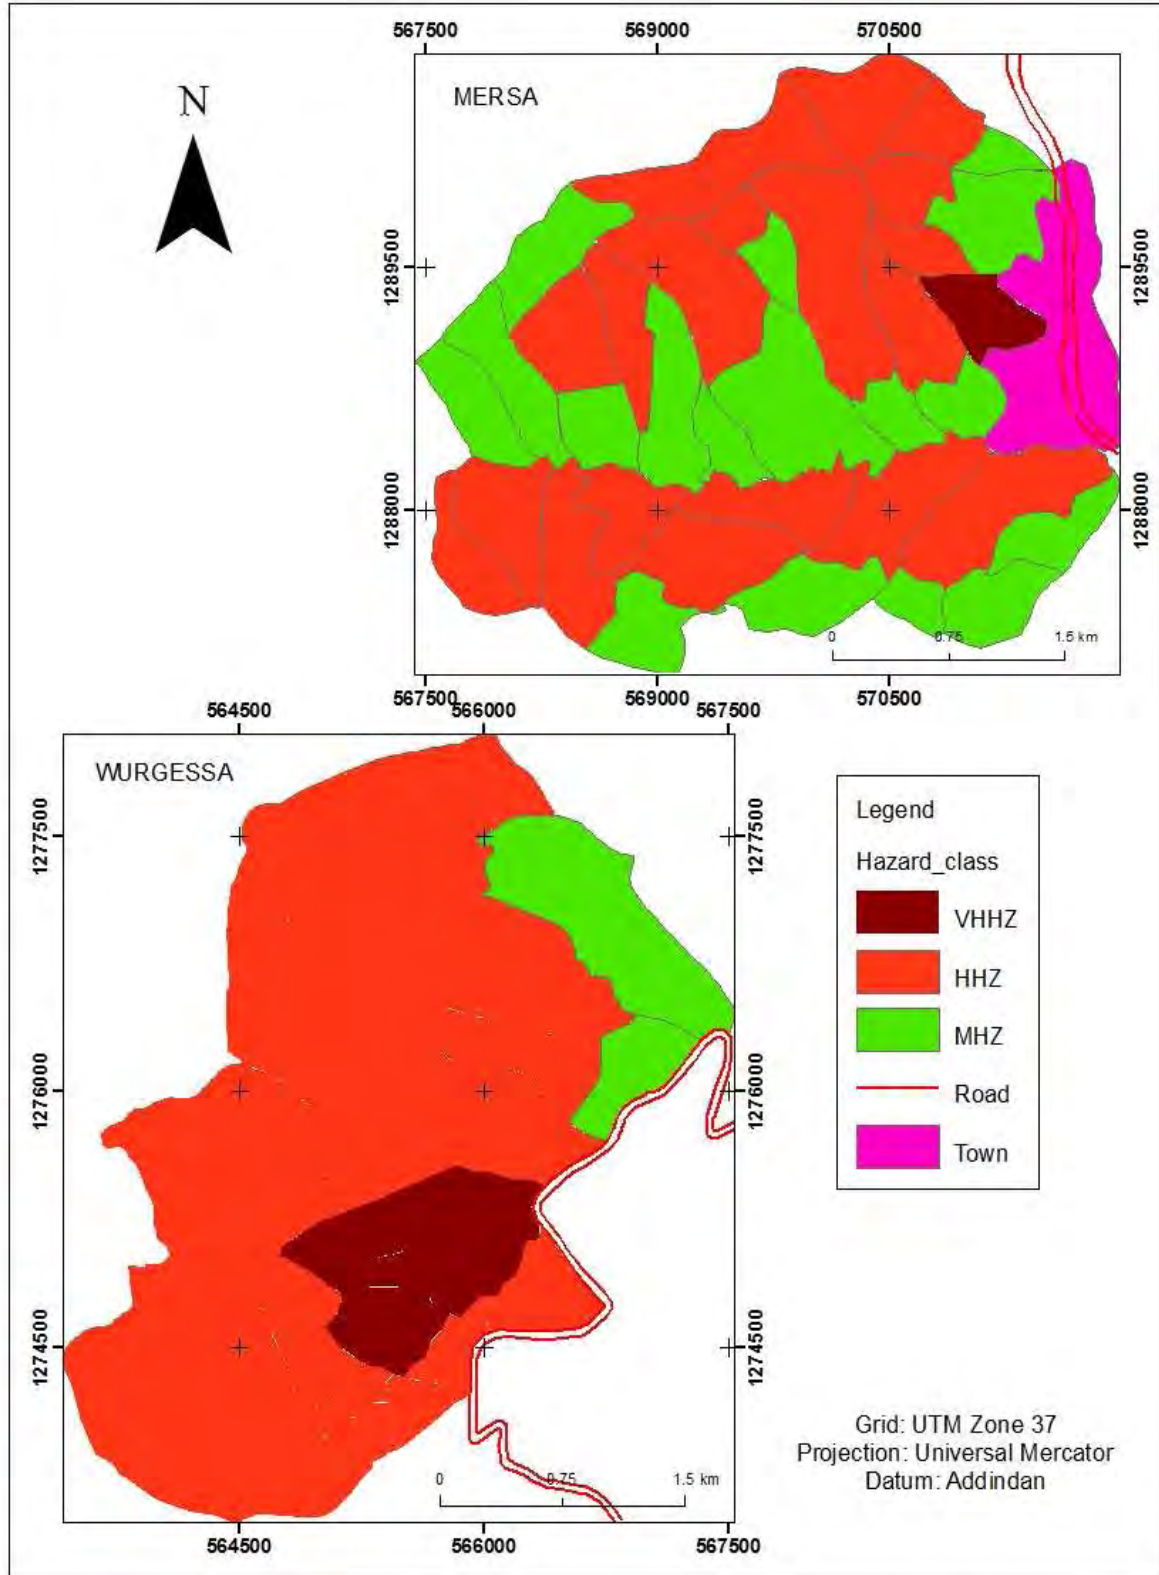 567500 569000 570500
N
MERSA
1289500 1289500
1288000 1288000
0 0.75 1.5 km
567500 569000 570500
564500 566000 567500
WURGESSA
1277500 1277500
1276000 1276000
1274500 1274500
Legend
Hazard_class
VHHZ
HHZ
MHZ
Road
Town
0 0.75 1.5 km
Grid: UTM Zone 37
Projection: Universal Mercator
Datum: Addindan
564500 566000 567500